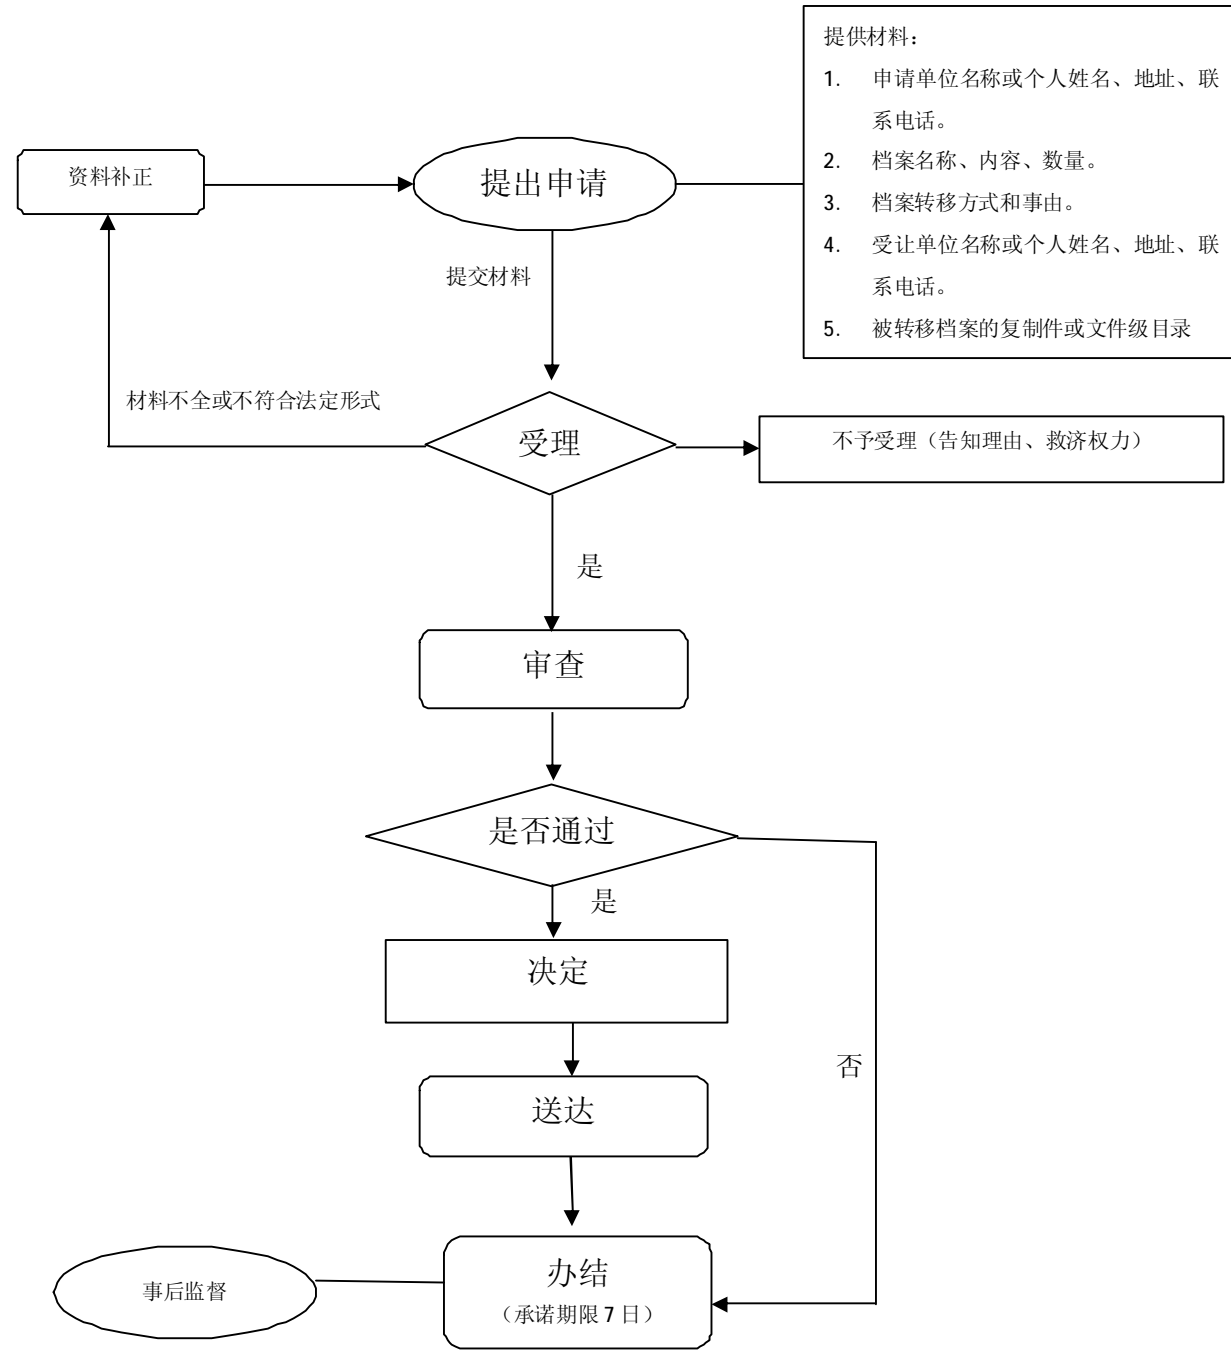 提供材料：
1. 申请单位名称或个人姓名、地址、联
系电话。
2. 档案名称、内容、数量。
3. 档案转移方式和事由。
4. 受让单位名称或个人姓名、地址、联
系电话。
5. 被转移档案的复制件或文件级目录
资料补正
提出申请
提交材料
材料不全或不符合法定形式
受理
不予受理（告知理由、救济权力）
是
审查
是否通过
是
决定
否
送达
办结
（承诺期限 7 日）
事后监督